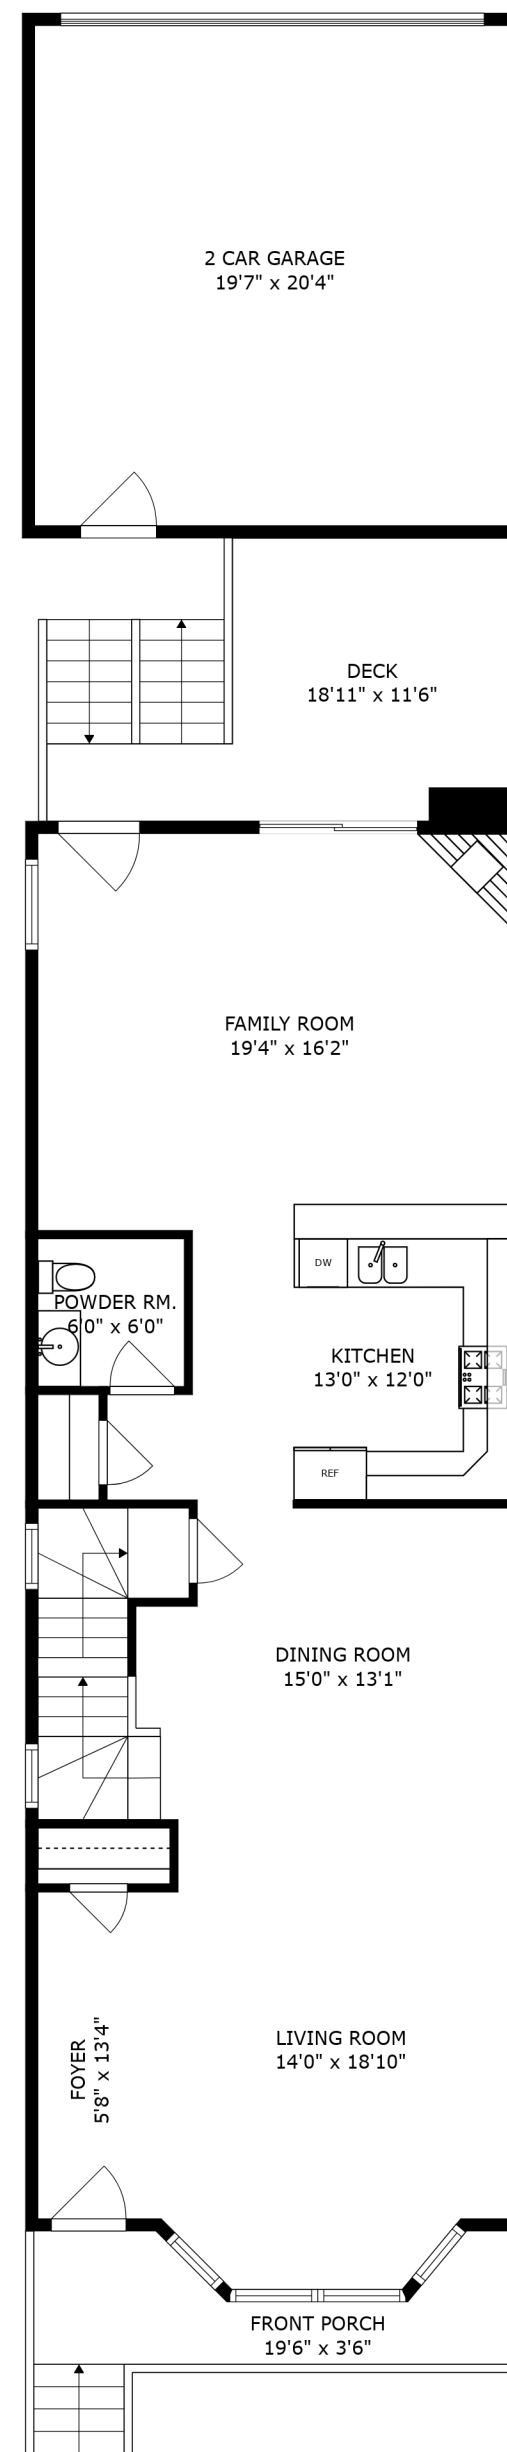 2 CAR GARAGE
19'7" x 20'4"
DECK
18'11" x 11'6"
FAMILY ROOM
19'4" x 16'2"
DW
POWDER RM.
6'0" x 6'0"
KITCHEN
13'0" x 12'0"
REF
DINING ROOM
15'0" x 13'1"
LIVING ROOM
14'0" x 18'10"
FOYER
5'8" x 13'4"
FRONT PORCH
19'6" x 3'6"